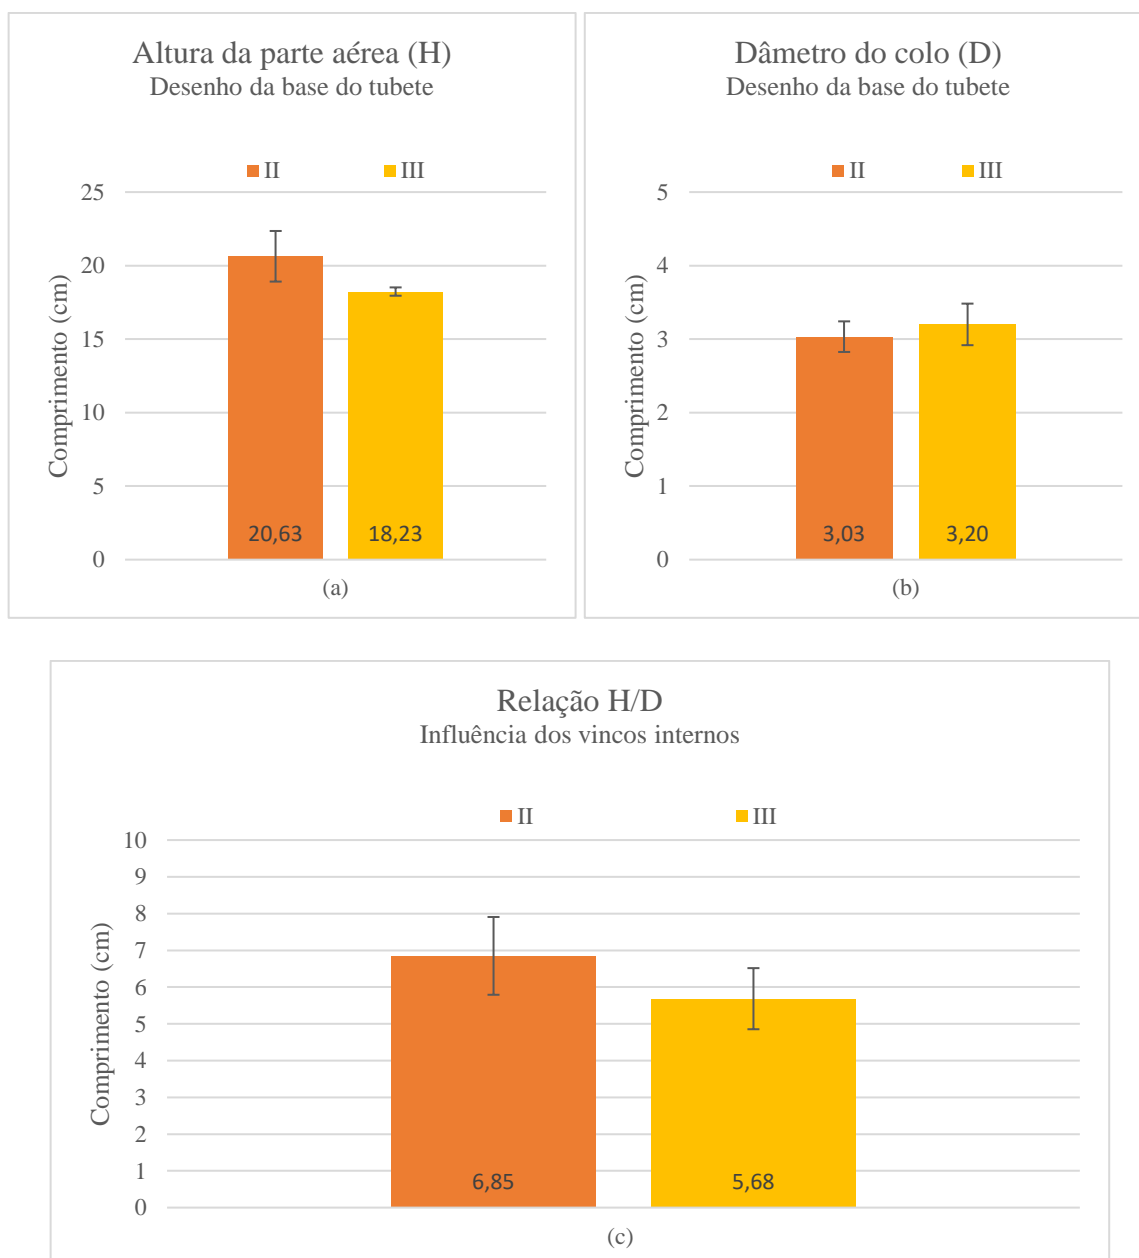 Altura da parte aérea (H)
Desenho da base do tubete
II III
25
20
15
10
5
0
Comprimento (cm)
20,63 18,23
(a)
Dâmetro do colo (D)
Desenho da base do tubete
II III
5
4
3
2
1
0
Comprimento (cm)
3,03 3,20
(b)
Relação H/D
Influência dos vincos internos
II III
10
9
8
7
6
5
4
3
2
1
0
Comprimento (cm)
6,85 5,68
(c)